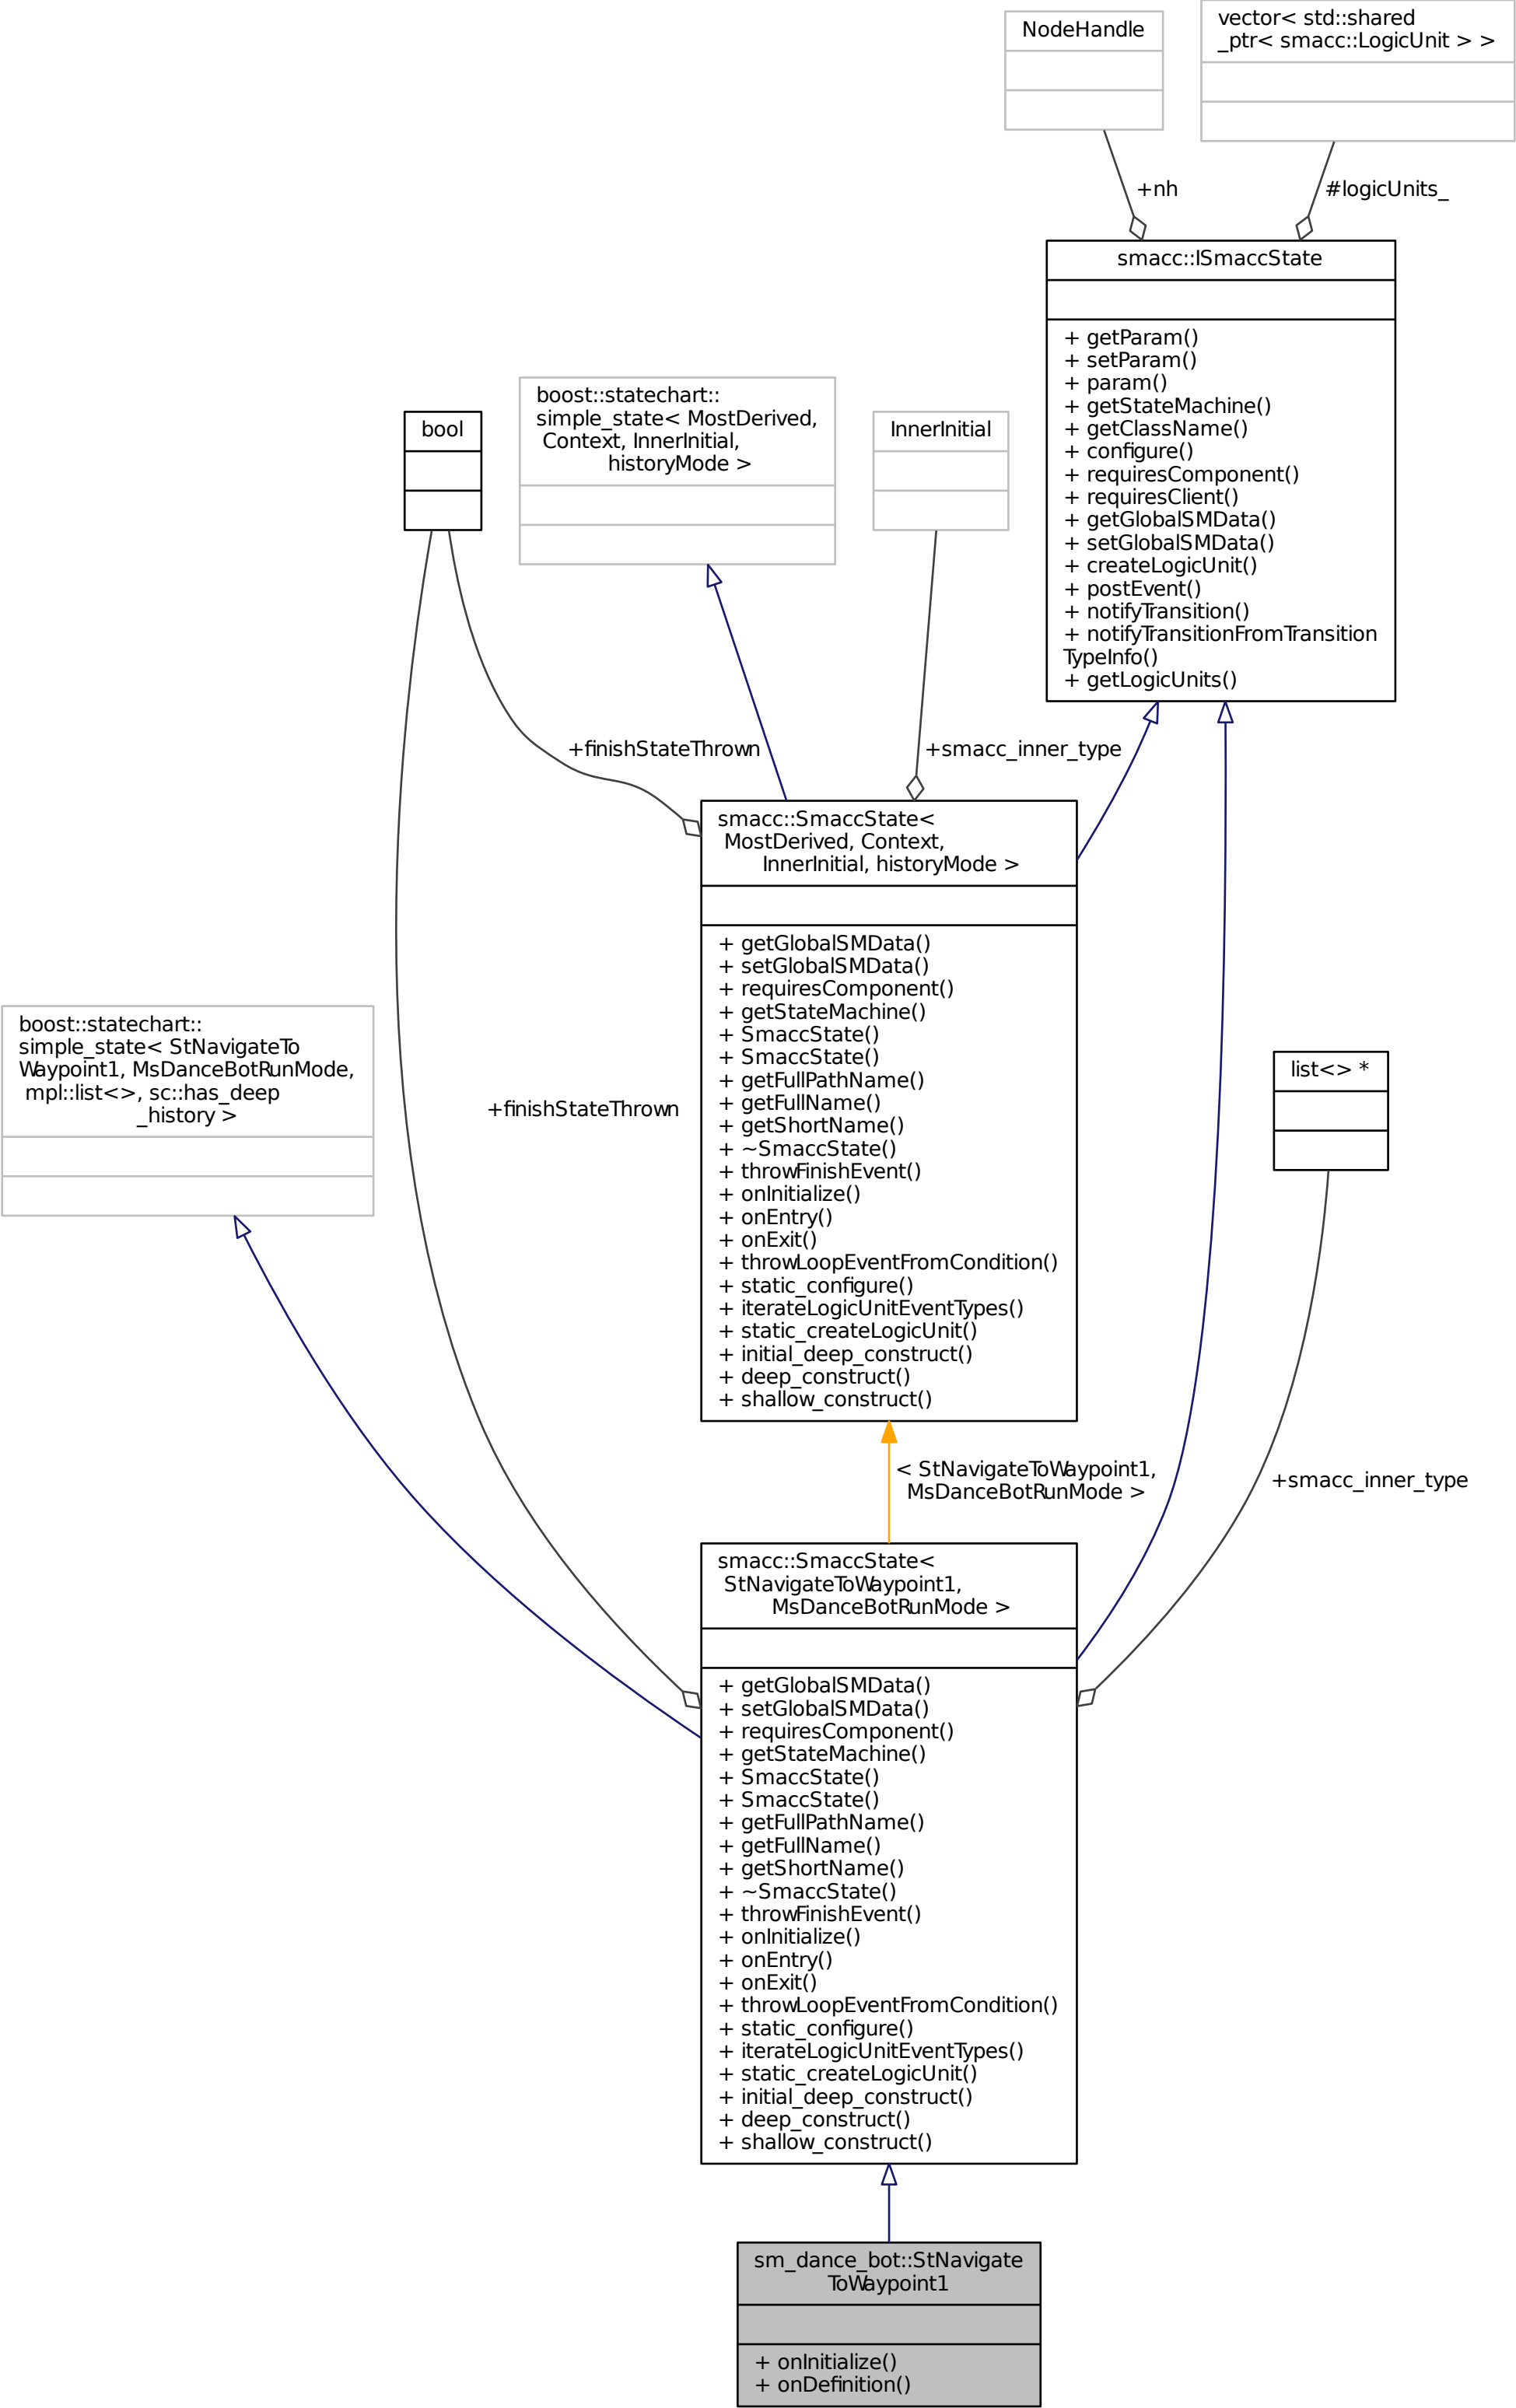 NodeHandle
vector< std::shared
_ptr< smacc::LogicUnit > >
+nh
#logicUnits_
smacc::ISmaccState
+ getParam()
+ setParam()
+ param()
+ getStateMachine()
+ getClassName()
+ configure()
+ requiresComponent()
+ requiresClient()
+ getGlobalSMData()
+ setGlobalSMData()
+ createLogicUnit()
+ postEvent()
+ notifyTransition()
+ notifyTransitionFromTransition
TypeInfo()
+ getLogicUnits()
bool
boost::statechart::
simple_state< MostDerived,
Context, InnerInitial,
historyMode >
InnerInitial
+finishStateThrown
+smacc_inner_type
smacc::SmaccState<
MostDerived, Context,
InnerInitial, historyMode >
+ getGlobalSMData()
+ setGlobalSMData()
+ requiresComponent()
+ getStateMachine()
+ SmaccState()
+ SmaccState()
+ getFullPathName()
+ getFullName()
+ getShortName()
+ ~SmaccState()
+ throwFinishEvent()
+ onInitialize()
+ onEntry()
+ onExit()
+ throwLoopEventFromCondition()
+ static_configure()
+ iterateLogicUnitEventTypes()
+ static_createLogicUnit()
+ initial_deep_construct()
+ deep_construct()
+ shallow_construct()
boost::statechart::
simple_state< StNavigateTo
Waypoint1, MsDanceBotRunMode,
mpl::list<>, sc::has_deep
_history >
+finishStateThrown
list<> *
< StNavigateToWaypoint1,
MsDanceBotRunMode >
+smacc_inner_type
smacc::SmaccState<
StNavigateToWaypoint1,
MsDanceBotRunMode >
+ getGlobalSMData()
+ setGlobalSMData()
+ requiresComponent()
+ getStateMachine()
+ SmaccState()
+ SmaccState()
+ getFullPathName()
+ getFullName()
+ getShortName()
+ ~SmaccState()
+ throwFinishEvent()
+ onInitialize()
+ onEntry()
+ onExit()
+ throwLoopEventFromCondition()
+ static_configure()
+ iterateLogicUnitEventTypes()
+ static_createLogicUnit()
+ initial_deep_construct()
+ deep_construct()
+ shallow_construct()
sm_dance_bot::StNavigate
ToWaypoint1
+ onInitialize()
+ onDefinition()